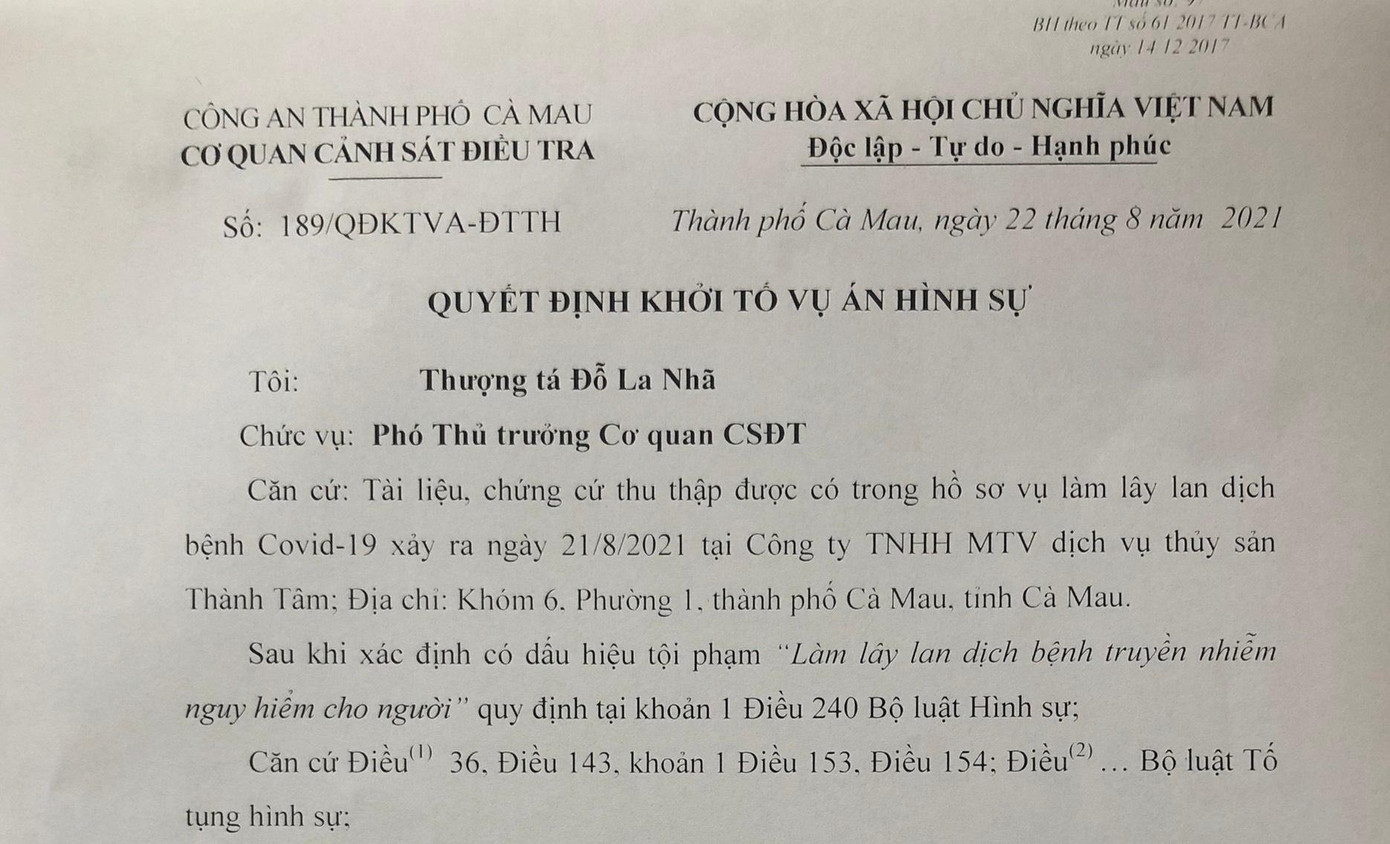 Mẫu số: 9
BH theo TT số 61/2017/TT-BCA
ngày 14/12/2017
CÔNG AN THÀNH PHỐ CÀ MAU
CỘNG HÒA XÃ HỘI CHỦ NGHĨA VIỆT NAM
CƠ QUAN CẢNH SÁT ĐIỀU TRA
Độc lập - Tự do - Hạnh phúc
Số: 189/QĐKTVA-ĐTTH
Thành phố Cà Mau, ngày 22 tháng 8 năm 2021
QUYẾT ĐỊNH KHỞI TỐ VỤ ÁN HÌNH SỰ
Tôi: Thượng tá Đỗ La Nhã
Chức vụ: Phó Thủ trưởng Cơ quan CSĐT
Căn cứ: Tài liệu, chứng cứ thu thập được có trong hồ sơ vụ làm lây lan dịch
bệnh Covid-19 xảy ra ngày 21/8/2021 tại Công ty TNHH MTV dịch vụ thủy sản
Thành Tâm; Địa chỉ: Khóm 6, Phường 1, thành phố Cà Mau, tỉnh Cà Mau.
Sau khi xác định có dấu hiệu tội phạm “Làm lây lan dịch bệnh truyền nhiễm
nguy hiểm cho người” quy định tại khoản 1 Điều 240 Bộ luật Hình sự;
Căn cứ Điều(1) 36, Điều 143, khoản 1 Điều 153, Điều 154; Điều(2) … Bộ luật Tố
tụng hình sự;